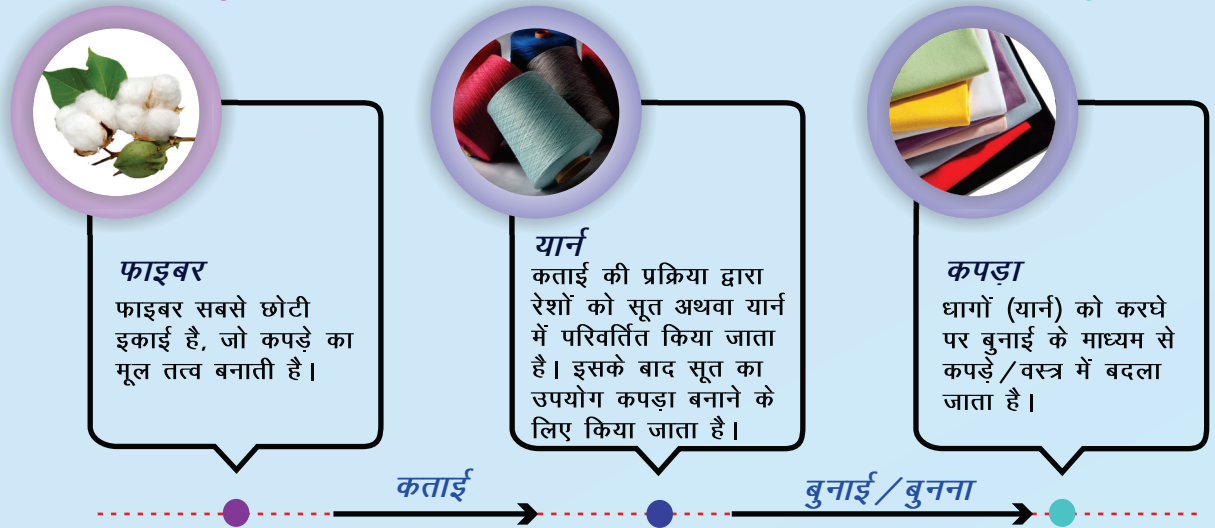 फाइबर
फाइबर सबसे छोटी
इकाई है, जो कपड़े का
मूल तत्व बनाती है।
यार्न
कताई की प्रक्रिया द्वारा
रेशों को सूत अथवा यार्न
में परिवर्तित किया जाता
है। इसके बाद सूत का
उपयोग कपड़ा बनाने के
लिए किया जाता है।
कपड़ा
धागों (यार्न) को करघे
पर बुनाई के माध्यम से
कपड़े/वस्त्र में बदला
जाता है।
कताई
बुनाई/बुनना